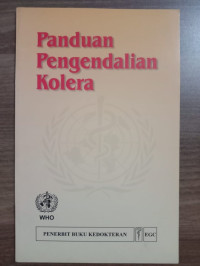 Panduan
Pengendalian
Kolera
WHO
PENERBIT BUKU KEDOKTERAN EGC